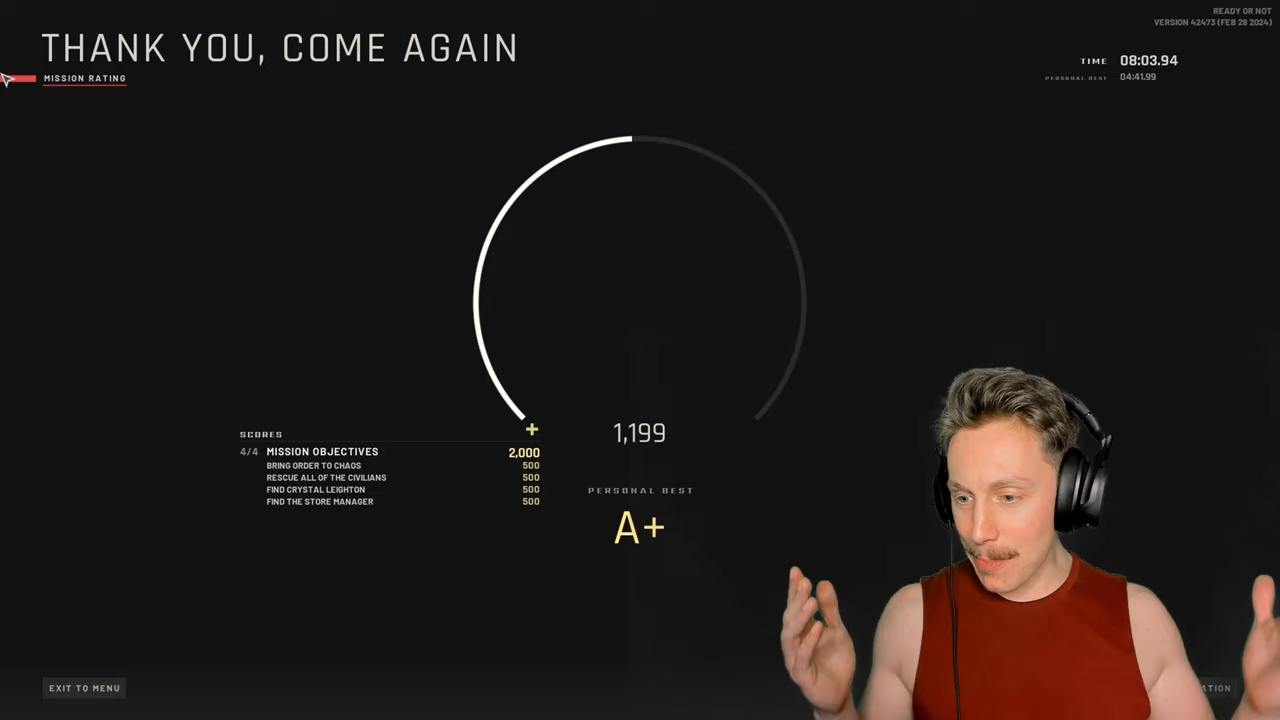 READY OR NOT
VERSION 42473 (FEB 28 2024)
THANK YOU, COME AGAIN
MISSION RATING
TIME 08:03.94
PERSONAL BEST 04:41.99
SCORES +
4/4 MISSION OBJECTIVES 2,000
BRING ORDER TO CHAOS 500
RESCUE ALL OF THE CIVILIANS 500
FIND CRYSTAL LEIGHTON 500
FIND THE STORE MANAGER 500
1,199
PERSONAL BEST
A+
EXIT TO MENU